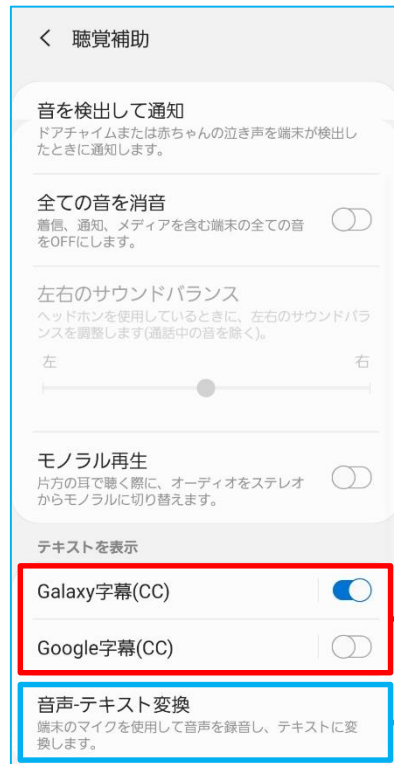 聴覚補助
音を検出して通知
ドアチャイムまたは赤ちゃんの泣き声を端末が検出し
たときに通知します。
全ての音を消音
着信、通知、メディアを含む端末の全ての音
をOFFにします。
左右のサウンドバランス
ヘッドホンを使用しているときに、左右のサウンドバラ
ンスを調整します(通話中の音を除く)。
左 右
モノラル再生
片方の耳で聴く際に、オーディオをステレオ
からモノラルに切り替えます。
テキストを表示
Galaxy字幕(CC)
Google字幕(CC)
音声-テキスト変換
端末のマイクを使用して音声を録音し、テキストに変
換します。